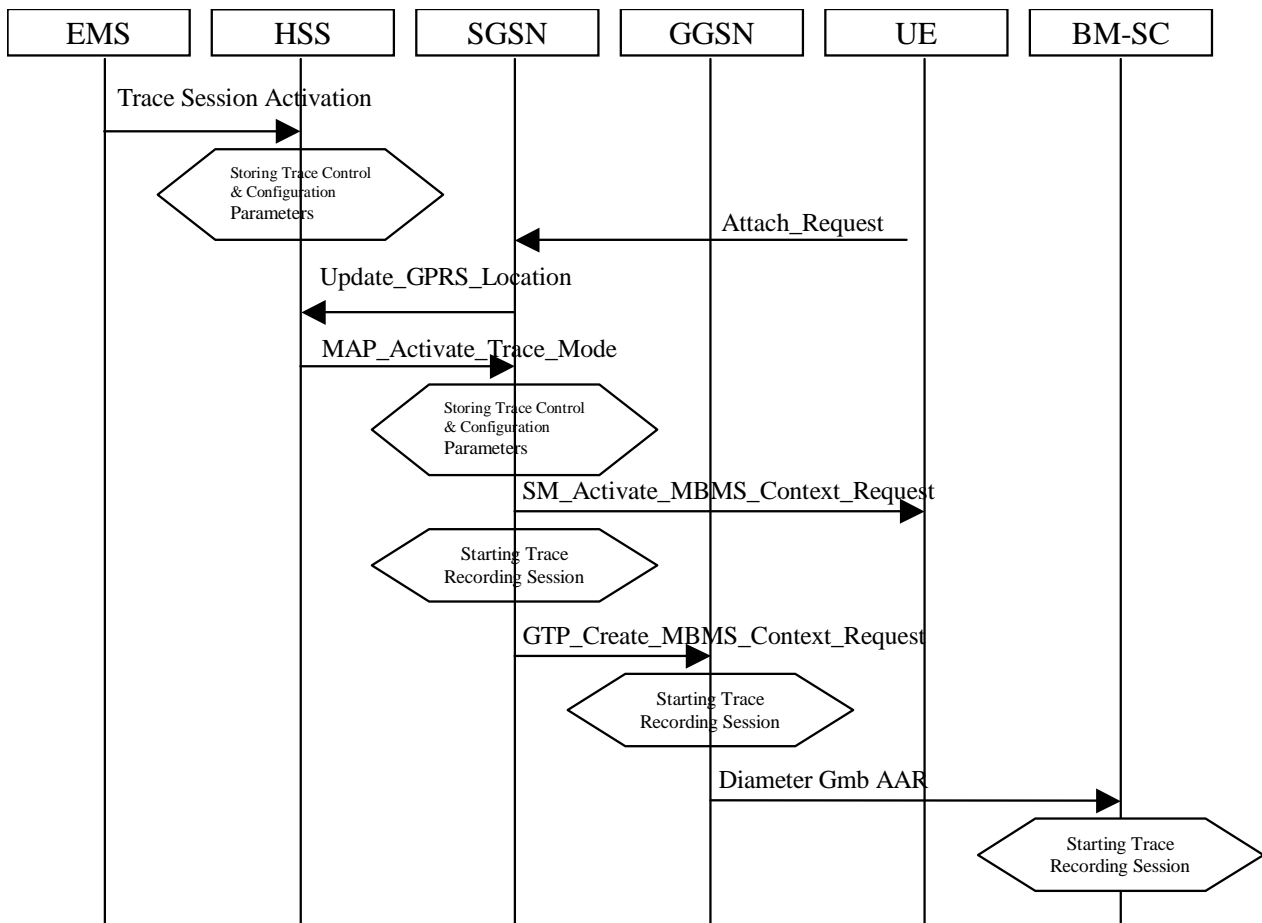 EMS
HSS
SGSN
GGSN
UE
BM-SC
Trace Session Activation
Storing Trace Control
& Configuration
Parameters
Attach_Request
Update_GPRS_Location
MAP_Activate_Trace_Mode
Storing Trace Control
& Configuration
Parameters
SM_Activate_MBMS_Context_Request
Starting Trace
Recording Session
GTP_Create_MBMS_Context_Request
Starting Trace
Recording Session
Diameter Gmb AAR
Starting Trace
Recording Session